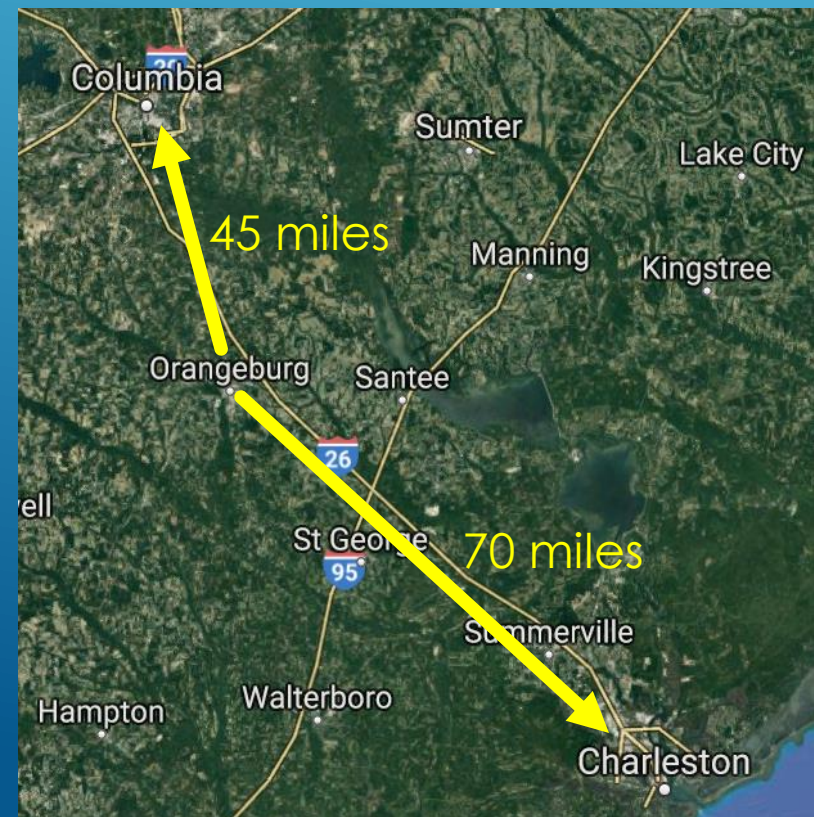 20
Columbia
Sumter
Lake City
45 miles
Manning
Kingstree
Orangeburg
Santee
26
ell
St George
70 miles
95
Summerville
Walterboro
Hampton
Charleston